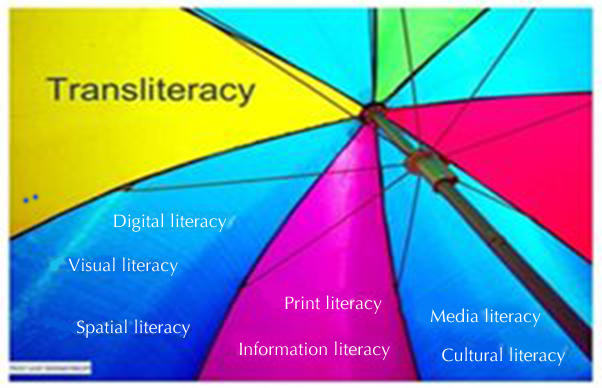 Transliteracy
Digital literacy
Visual literacy
Spatial literacy
Print literacy
Information literacy
Media literacy
Cultural literacy